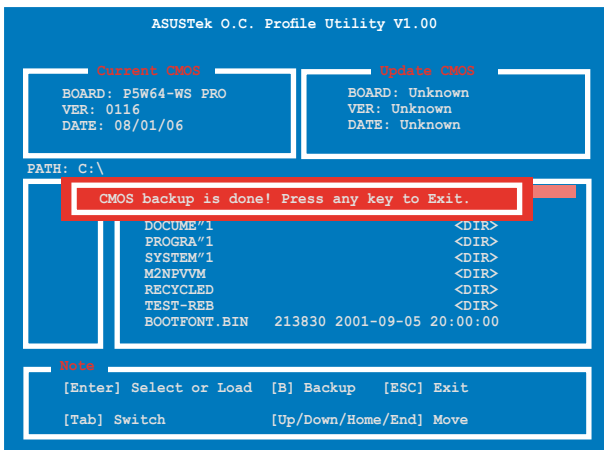 ASUSTek O.C. Profile Utility V1.00
Current CMOS
BOARD: P5W64-WS PRO
VER: 0116
DATE: 08/01/06
Update CMOS
BOARD: Unknown
VER: Unknown
DATE: Unknown
PATH: C:\
CMOS backup is done! Press any key to Exit.
DOCUME"1 <DIR>
PROGRA"1 <DIR>
SYSTEM"1 <DIR>
M2NPVVM <DIR>
RECYCLED <DIR>
TEST-REB <DIR>
BOOTFONT.BIN 213830 2001-09-05 20:00:00
Note
[Enter] Select or Load [B] Backup [ESC] Exit
[Tab] Switch [Up/Down/Home/End] Move